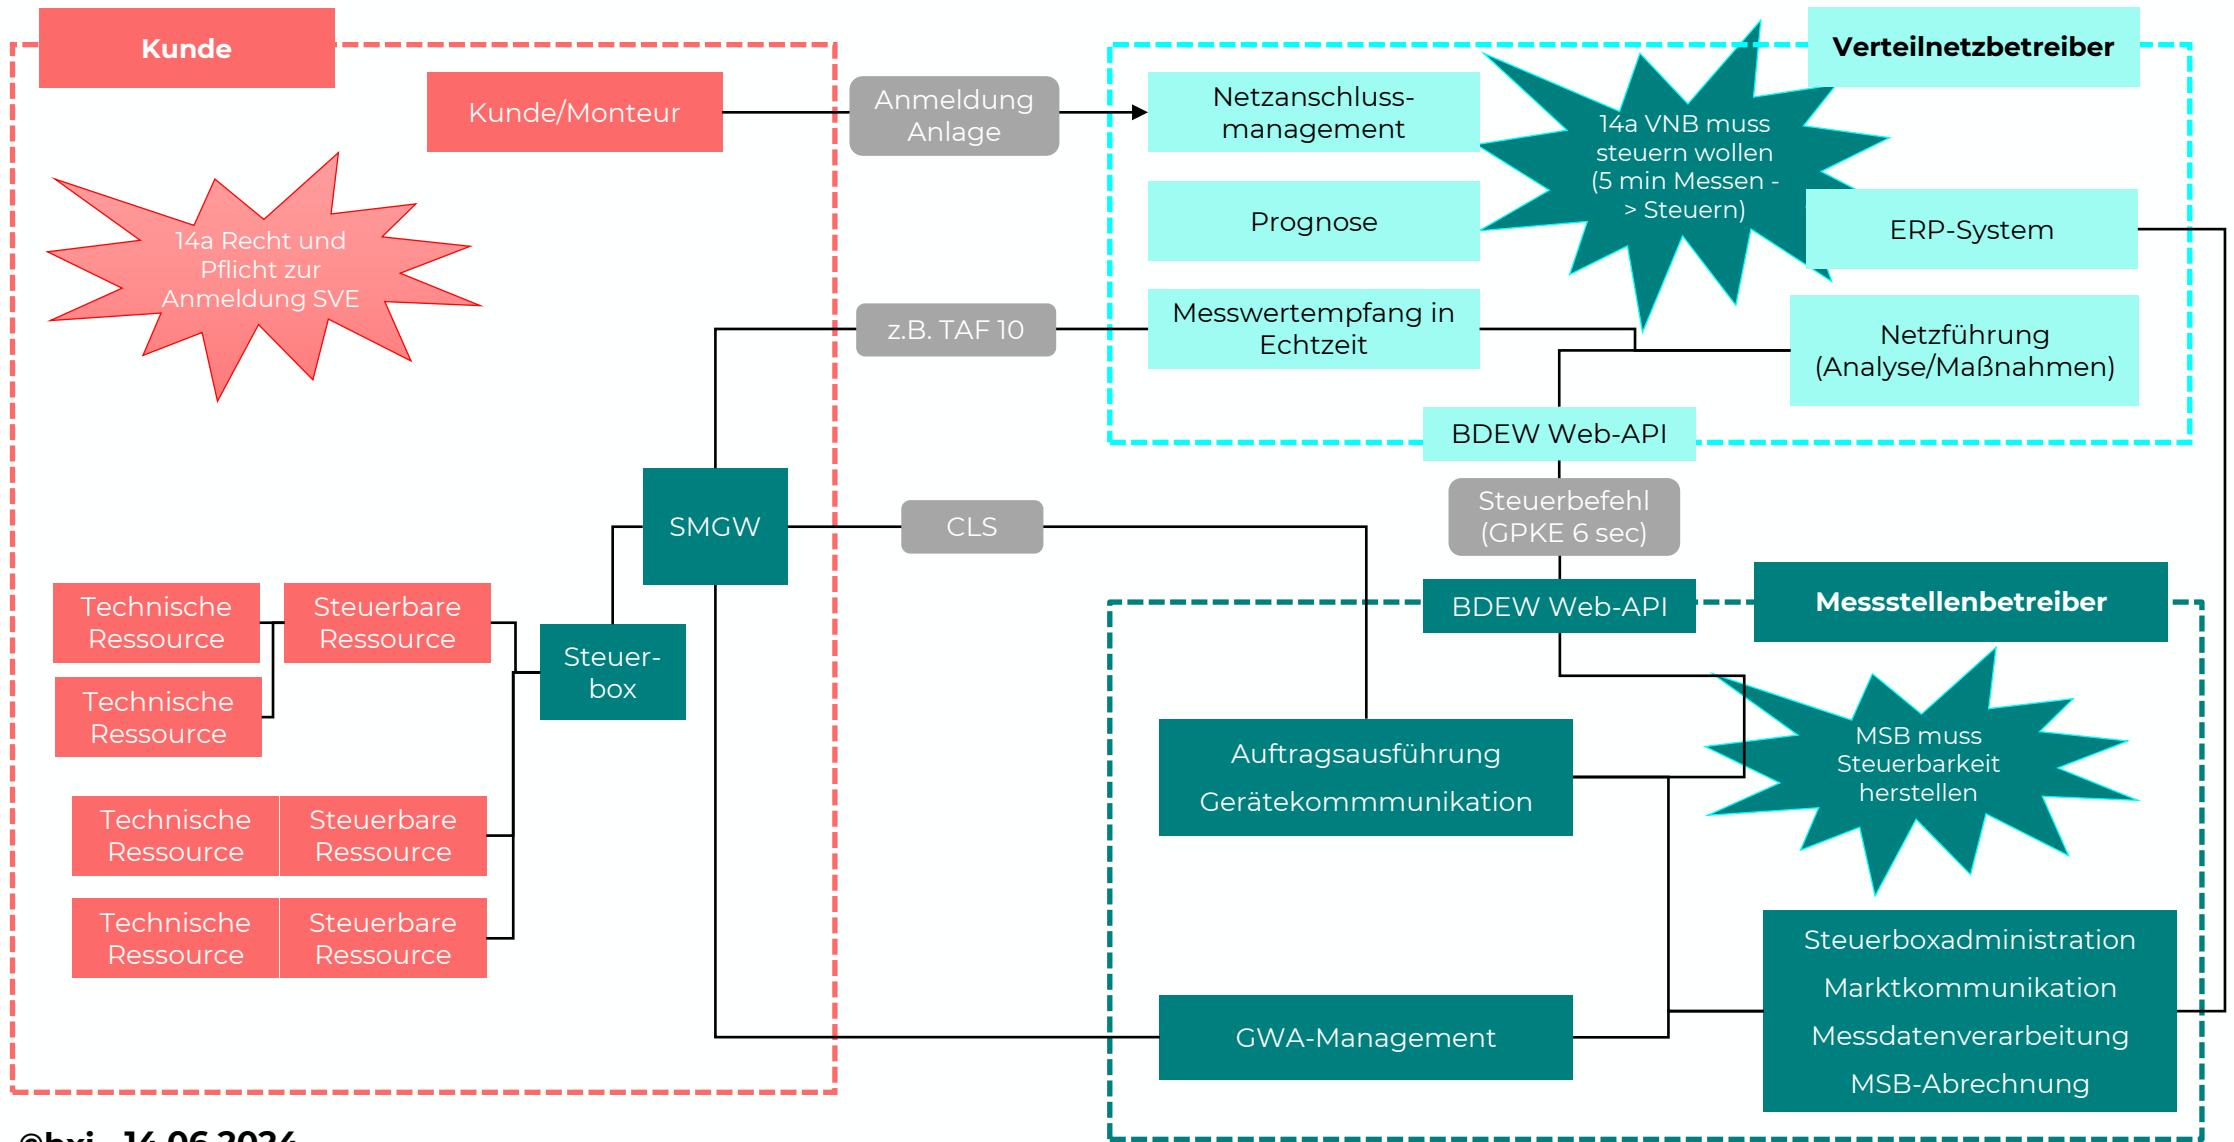 Kunde
Kunde/Monteur
Anmeldung
Anlage
14a Recht und
Pflicht zur
Anmeldung SVE
Verteilnetzbetreiber
Netzanschluss-
management
14a VNB muss
steuern wollen
(5 min Messen -
> Steuern)
Prognose
ERP-System
z.B. TAF 10
Messwertempfang in
Echtzeit
Netzführung
(Analyse/Maßnahmen)
BDEW Web-API
Steuerbefehl
(GPKE 6 sec)
SMGW
CLS
BDEW Web-API
Messstellenbetreiber
Technische
Ressource
Steuerbare
Ressource
Technische
Ressource
Steuer-
box
Technische
Ressource
Steuerbare
Ressource
Technische
Ressource
Steuerbare
Ressource
Auftragsausführung
Gerätekommmunikation
MSB muss
Steuerbarkeit
herstellen
GWA-Management
Steuerboxadministration
Marktkommunikation
Messdatenverarbeitung
MSB-Abrechnung
14.06.2024